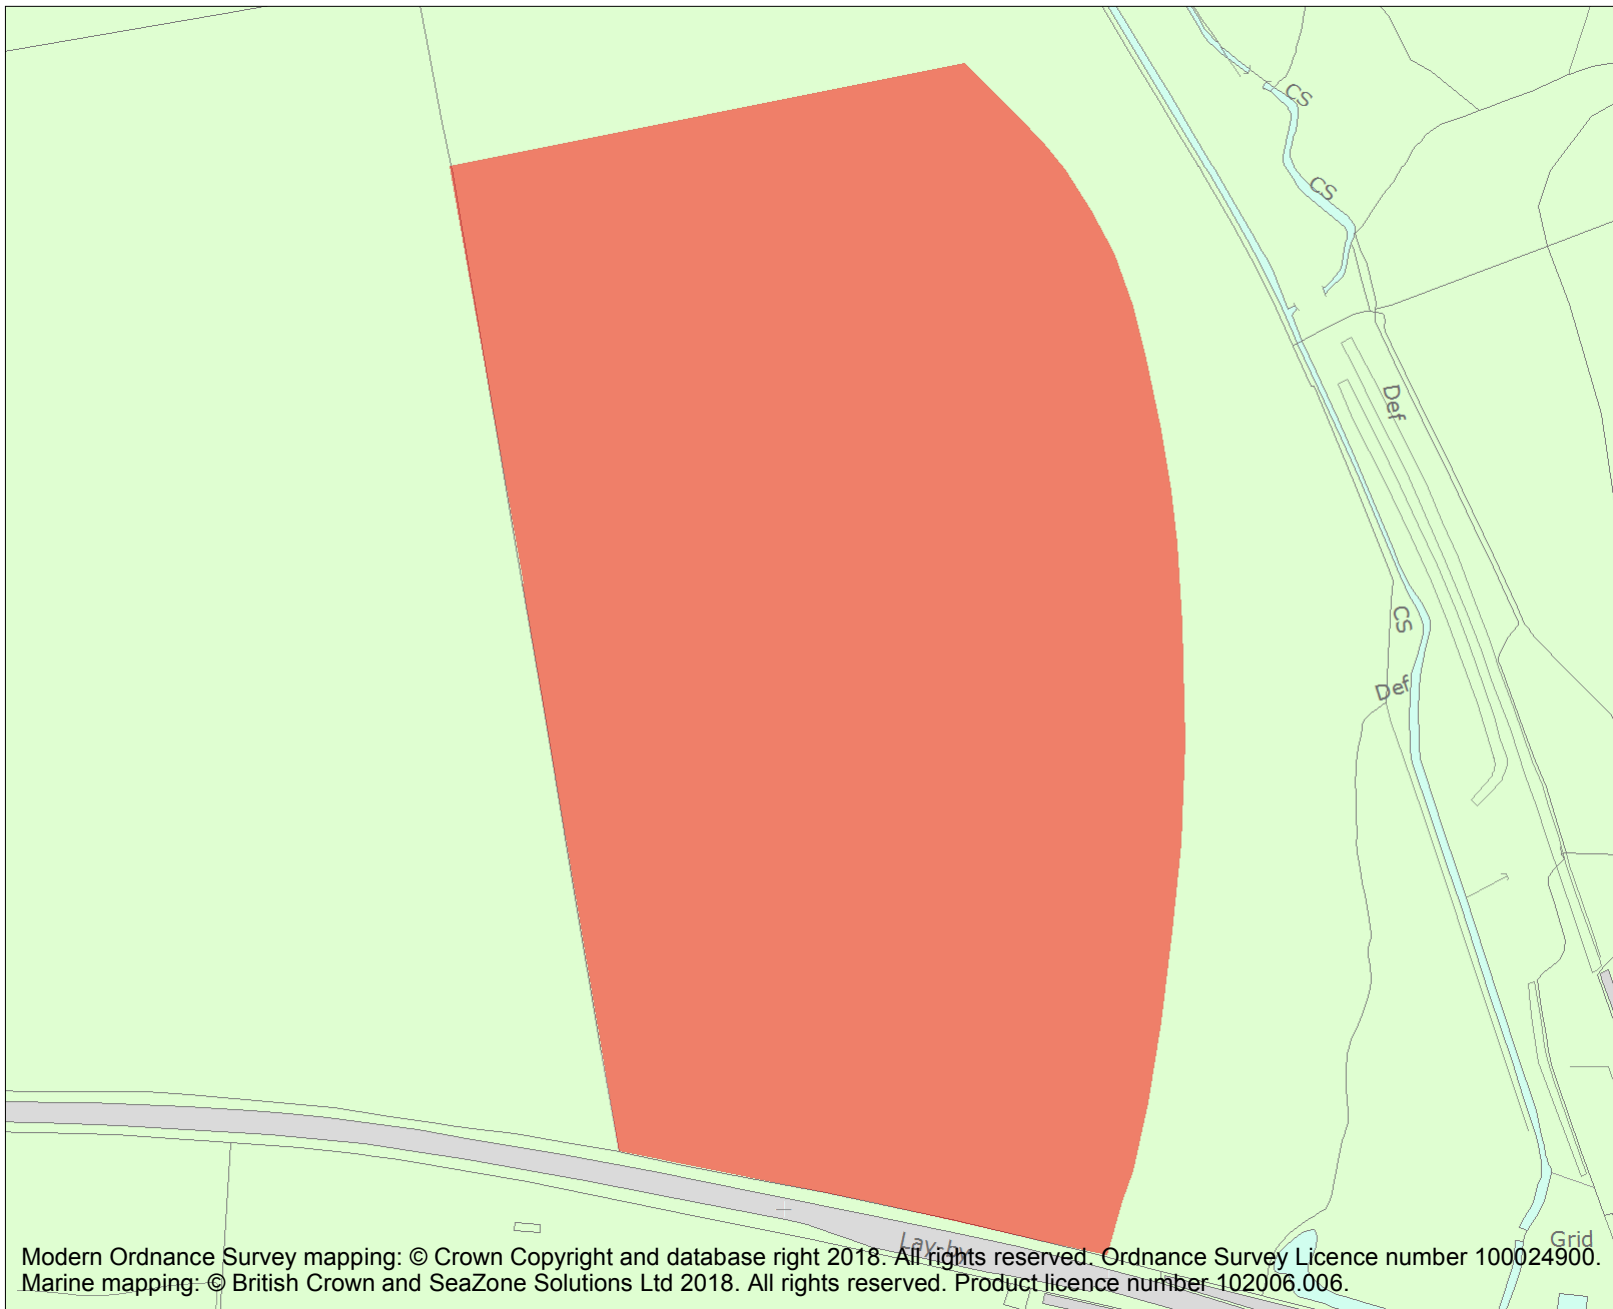 CS
CS
Def
CS
Def
Lay-by
Grid
Modern Ordnance Survey mapping: © Crown Copyright and database right 2018. All rights reserved. Ordnance Survey Licence number 100024900.
Marine mapping: © British Crown and SeaZone Solutions Ltd 2018. All rights reserved. Product licence number 102006.006.